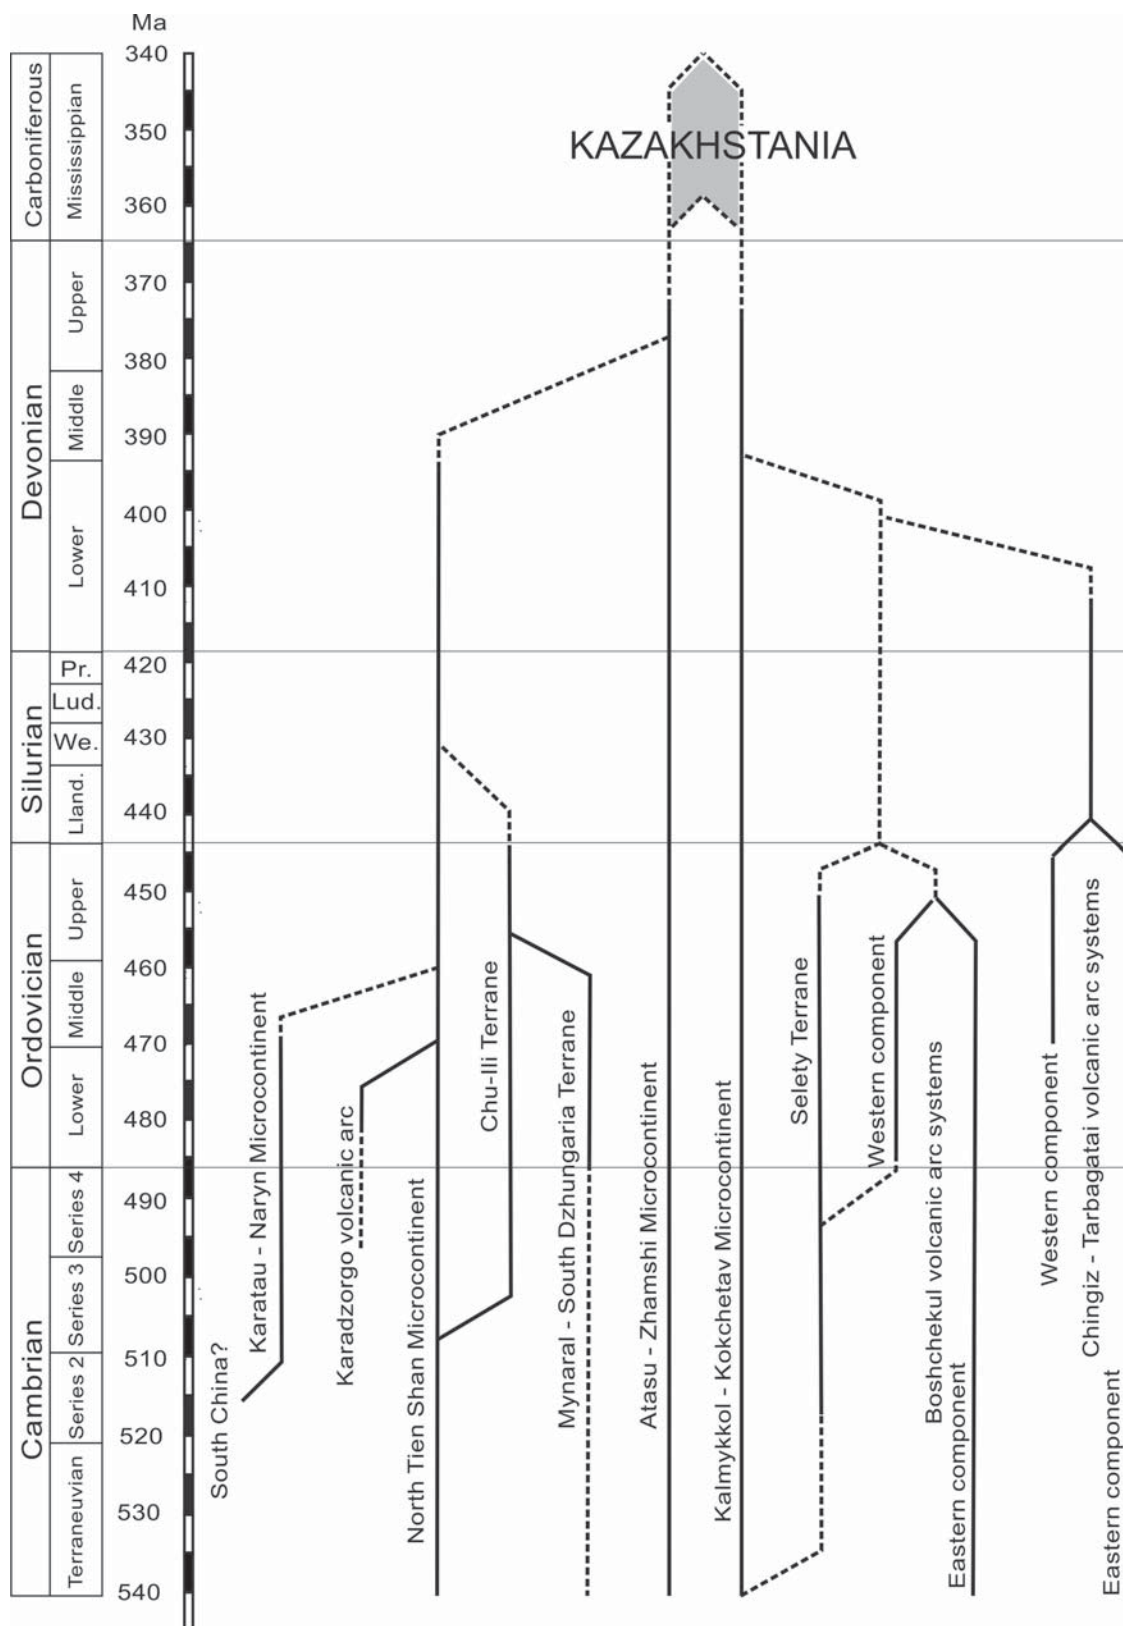 Ma
340
350
360
370
380
390
400
410
420
430
440
450
460
470
480
490
500
510
520
530
540
Carboniferous
Mississippian
Devonian
Upper
Middle
Lower
Silurian
Pr.
Lud.
We.
Lland.
Ordovician
Upper
Middle
Lower
Cambrian
Series 4
Series 3
Series 2
Terraneuvian
KAZAKHSTANIA
South China?
Karatau - Naryn Microcontinent
Karadzorgo volcanic arc
North Tien Shan Microcontinent
Chu-Ili Terrane
Mynaral - South Dzhungaria Terrane
Atasu - Zhamshi Microcontinent
Kalmykkol - Kokchetav Microcontinent
Selety Terrane
Western component
Boshchekul volcanic arc systems
Eastern component
Western component
Chingiz - Tarbagatai volcanic arc systems
Eastern component